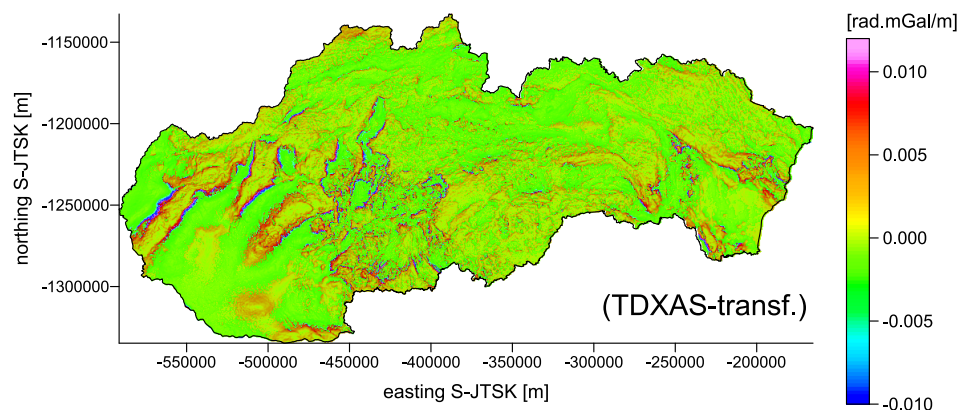 [rad.mGal/m]
-1150000
-1200000
-1250000
-1300000
northing S-JTSK [m]
0.010
0.005
0.000
-0.005
-0.010
(TDXAS-transf.)
-550000 -500000 -450000 -400000 -350000 -300000 -250000 -200000
easting S-JTSK [m]